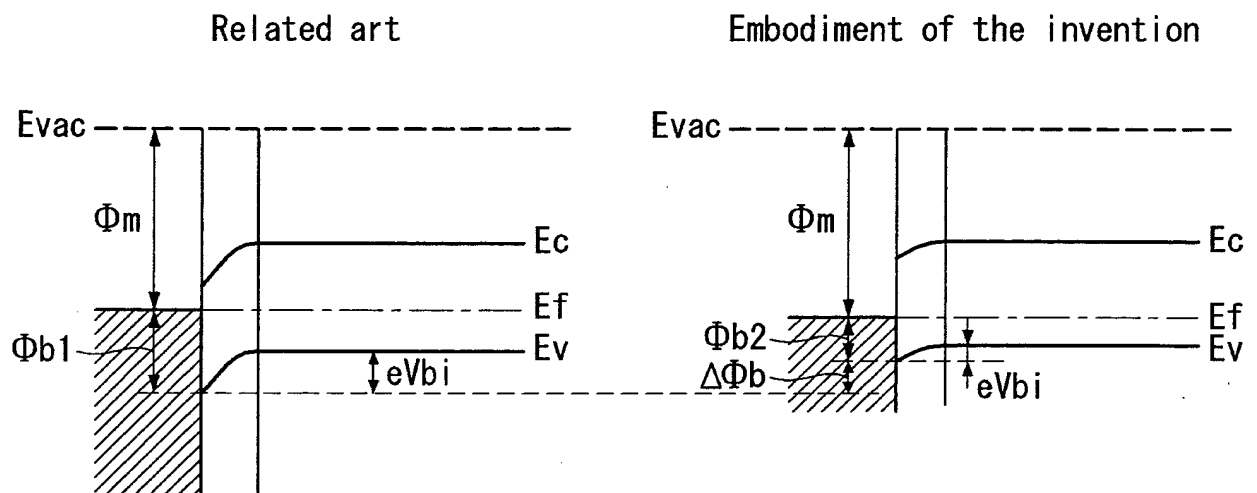 Related art
Embodiment of the invention
Evac
Φm
Ec
Ef
Φb1
Ev
eVbi
Evac
Φm
Ec
Ef
Φb2
Ev
ΔΦb
eVbi